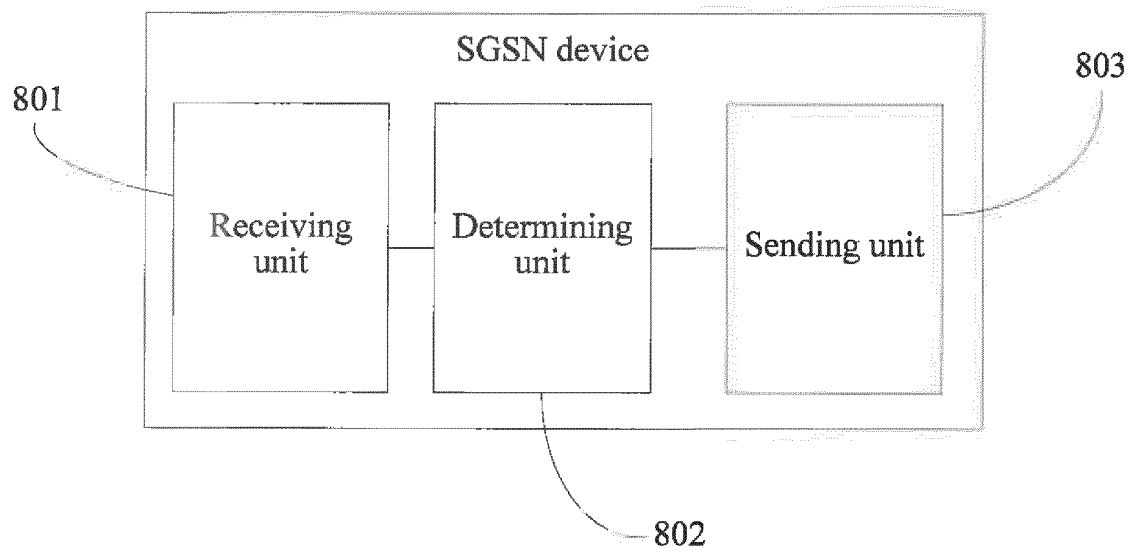 SGSN device
801
803
Receiving
unit
Determining
unit
Sending unit
802